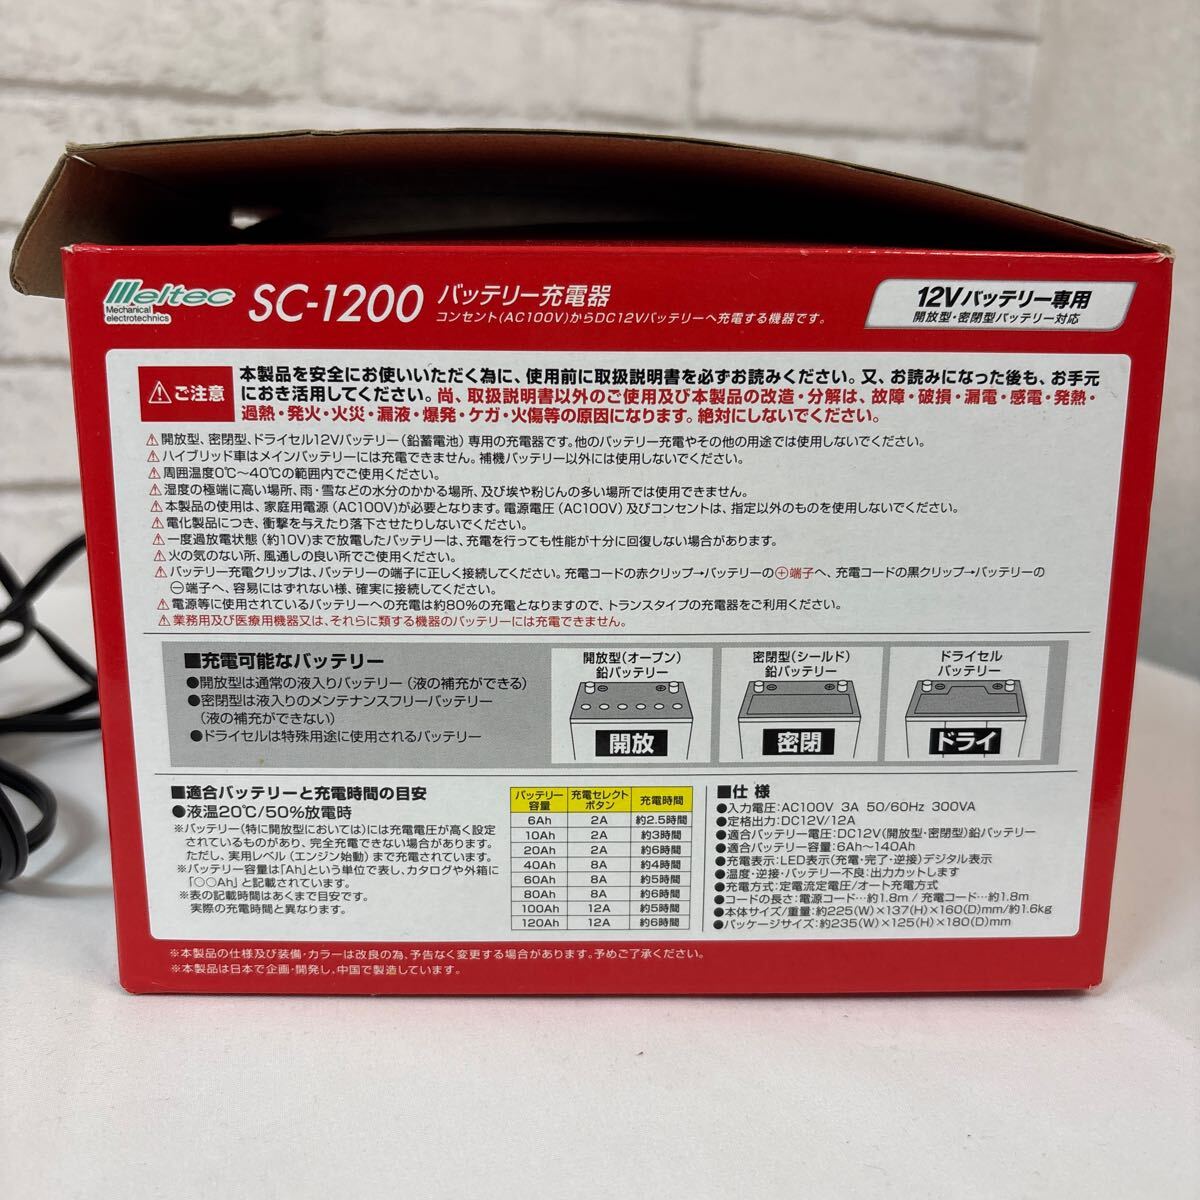 Meltec
Mechanical
electrotechnics
SC-1200
バッテリー充電器
コンセント(AC100V)からDC12Vバッテリーへ充電する機器です。
12Vバッテリー専用
開放型・密閉型バッテリー対応
⚠ご注意
本製品を安全にお使いいただく為に、使用前に取扱説明書を必ずお読みください。又、お読みになった後も、お手元
におき活用してください。尚、取扱説明書以外のご使用及び本製品の改造・分解は、故障・破損・漏電・感電・発熱・
過熱・発火・火災・漏液・爆発・ケガ・火傷等の原因になります。絶対にしないでください。
⚠開放型、密閉型、ドライセル12Vバッテリー(鉛蓄電池)専用の充電器です。他のバッテリー充電やその他の用途では使用しないでください。
⚠ハイブリッド車はメインバッテリーには充電できません。補機バッテリー以外には使用しないでください。
⚠周囲温度0℃〜40℃の範囲内でご使用ください。
⚠湿度の極端に高い場所、雨・雪などの水分のかかる場所、及び埃や粉じんの多い場所では使用できません。
⚠本製品の使用は、家庭用電源(AC100V)が必要となります。電源電圧(AC100V)及びコンセントは、指定以外のものを使用しないでください。
⚠電化製品につき、衝撃を与えたり落下させたりしないでください。
⚠一度過放電状態(約10V)まで放電したバッテリーは、充電を行っても性能が十分に回復しない場合があります。
⚠火の気のない所、風通しの良い所でご使用ください。
⚠バッテリー充電クリップは、バッテリーの端子に正しく接続してください。充電コードの赤クリップ→バッテリーの⊕端子へ、充電コードの黒クリップ→バッテリーの
⊖端子へ、容易にはずれない様、確実に接続してください。
⚠電源等に使用されているバッテリーへの充電は約80%の充電となりますので、トランスタイプの充電器をご利用ください。
⚠業務用及び医療用機器又は、それらに類する機器のバッテリーには充電できません。
■充電可能なバッテリー
●開放型は通常の液入りバッテリー(液の補充ができる)
●密閉型は液入りのメンテナンスフリーバッテリー
(液の補充ができない)
●ドライセルは特殊用途に使用されるバッテリー
開放型(オープン)
鉛バッテリー
開放
密閉型(シールド)
鉛バッテリー
密閉
ドライセル
バッテリー
ドライ
■適合バッテリーと充電時間の目安
●液温20℃/50%放電時
※バッテリー(特に開放型においては)には充電電圧が高く設定
されているものがあり、完全充電できない場合があります。
ただし、実用レベル(エンジン始動)まで充電されています。
※バッテリー容量は「Ah」という単位で表し、カタログや外箱に
「○○Ah」と記載されています。
※表の記載時間はあくまで目安です。
実際の充電時間と異なります。
バッテリー容量 充電セレクトボタン 充電時間
6Ah 2A 約2.5時間
10Ah 2A 約3時間
20Ah 2A 約6時間
40Ah 8A 約4時間
60Ah 8A 約5時間
80Ah 8A 約6時間
100Ah 12A 約5時間
120Ah 12A 約6時間
■仕様
●入力電圧:AC100V 3A 50/60Hz 300VA
●定格出力:DC12V/12A
●適合バッテリー電圧:DC12V(開放型・密閉型)鉛バッテリー
●適合バッテリー容量:6Ah〜140Ah
●充電表示:LED表示(充電・完了・逆接)デジタル表示
●温度・逆接・バッテリー不良:出力カットします
●充電方式:定電流定電圧/オート充電方式
●コードの長さ:電源コード…約1.8m / 充電コード…約1.8m
●本体サイズ/重量:約225(W)×137(H)×160(D)mm/約1.6kg
●パッケージサイズ:約235(W)×125(H)×180(D)mm
※本製品の仕様及び装備・カラーは改良の為、予告なく変更する場合があります。予めご了承ください。
※本製品は日本で企画・開発し、中国で製造しています。